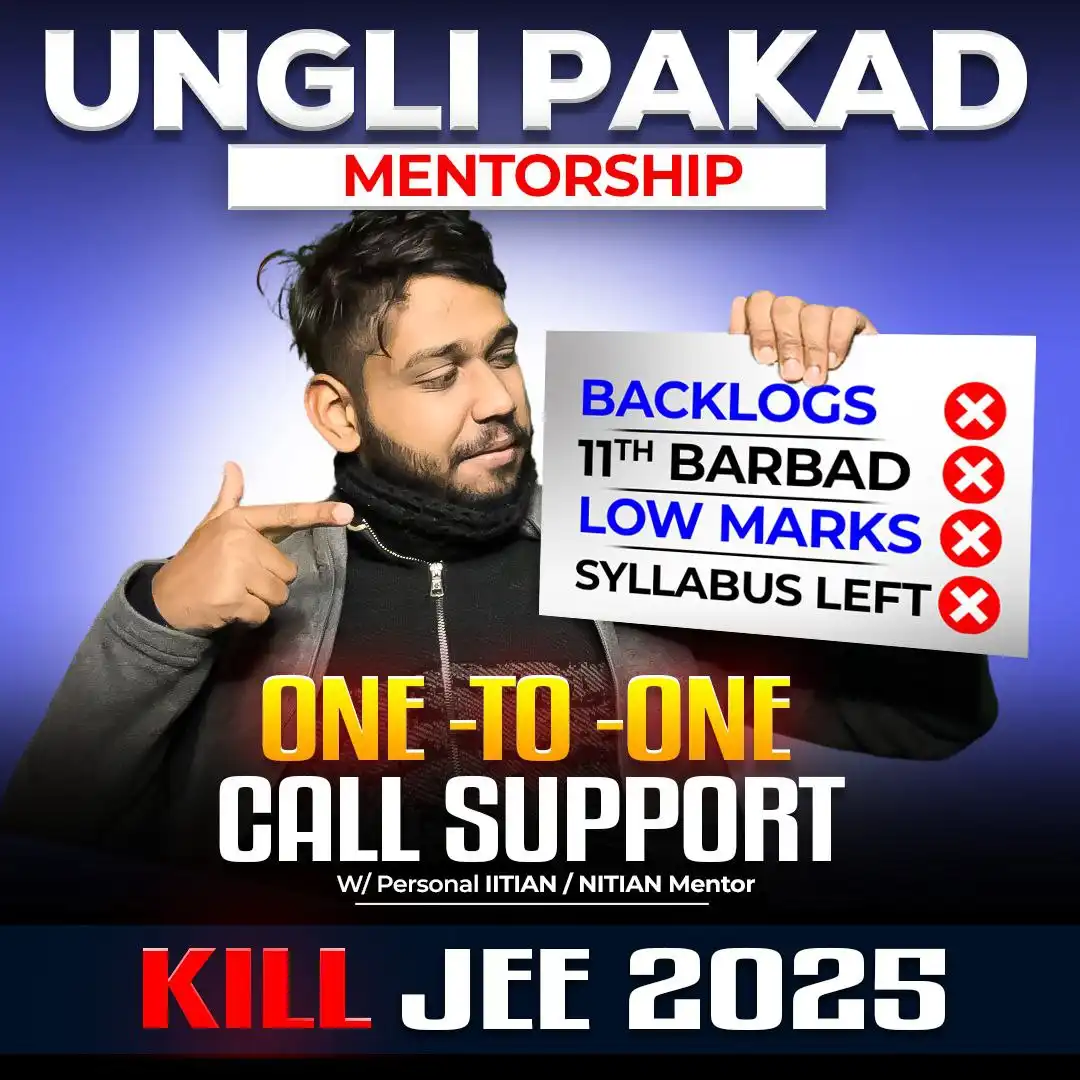 UNGLI PAKAD
MENTORSHIP
BACKLOGS
11TH BARBAD
LOW MARKS
SYLLABUS LEFT
ONE -TO -ONE
CALL SUPPORT
W/ Personal IITIAN / NITIAN Mentor
KILL JEE 2025